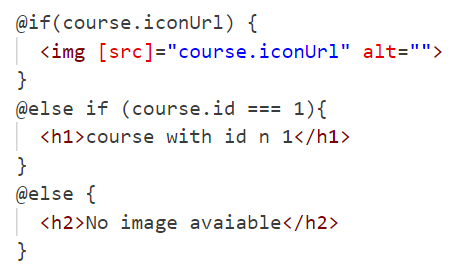 @if(course.iconUrl) {
<img [src]="course.iconUrl" alt="">
}
@else if (course.id === 1){
<h1>course with id n 1</h1>
}
@else {
<h2>No image avaiable</h2>
}